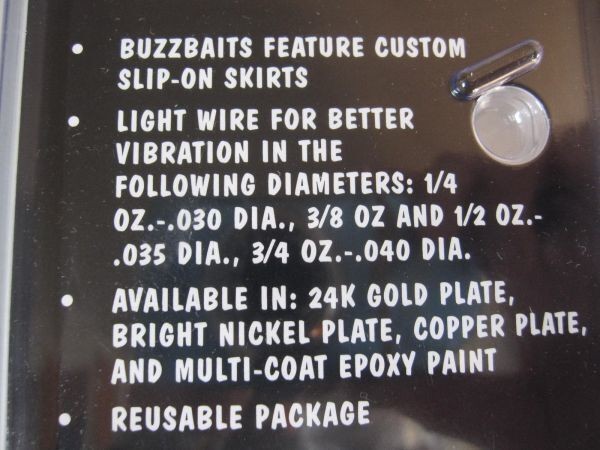 • BUZZBAITS FEATURE CUSTOM
SLIP-ON SKIRTS
• LIGHT WIRE FOR BETTER
VIBRATION IN THE
FOLLOWING DIAMETERS: 1/4
OZ.-.030 DIA., 3/8 OZ AND 1/2 OZ.-
.035 DIA., 3/4 OZ.-.040 DIA.
• AVAILABLE IN: 24K GOLD PLATE,
BRIGHT NICKEL PLATE, COPPER PLATE,
AND MULTI-COAT EPOXY PAINT
• REUSABLE PACKAGE